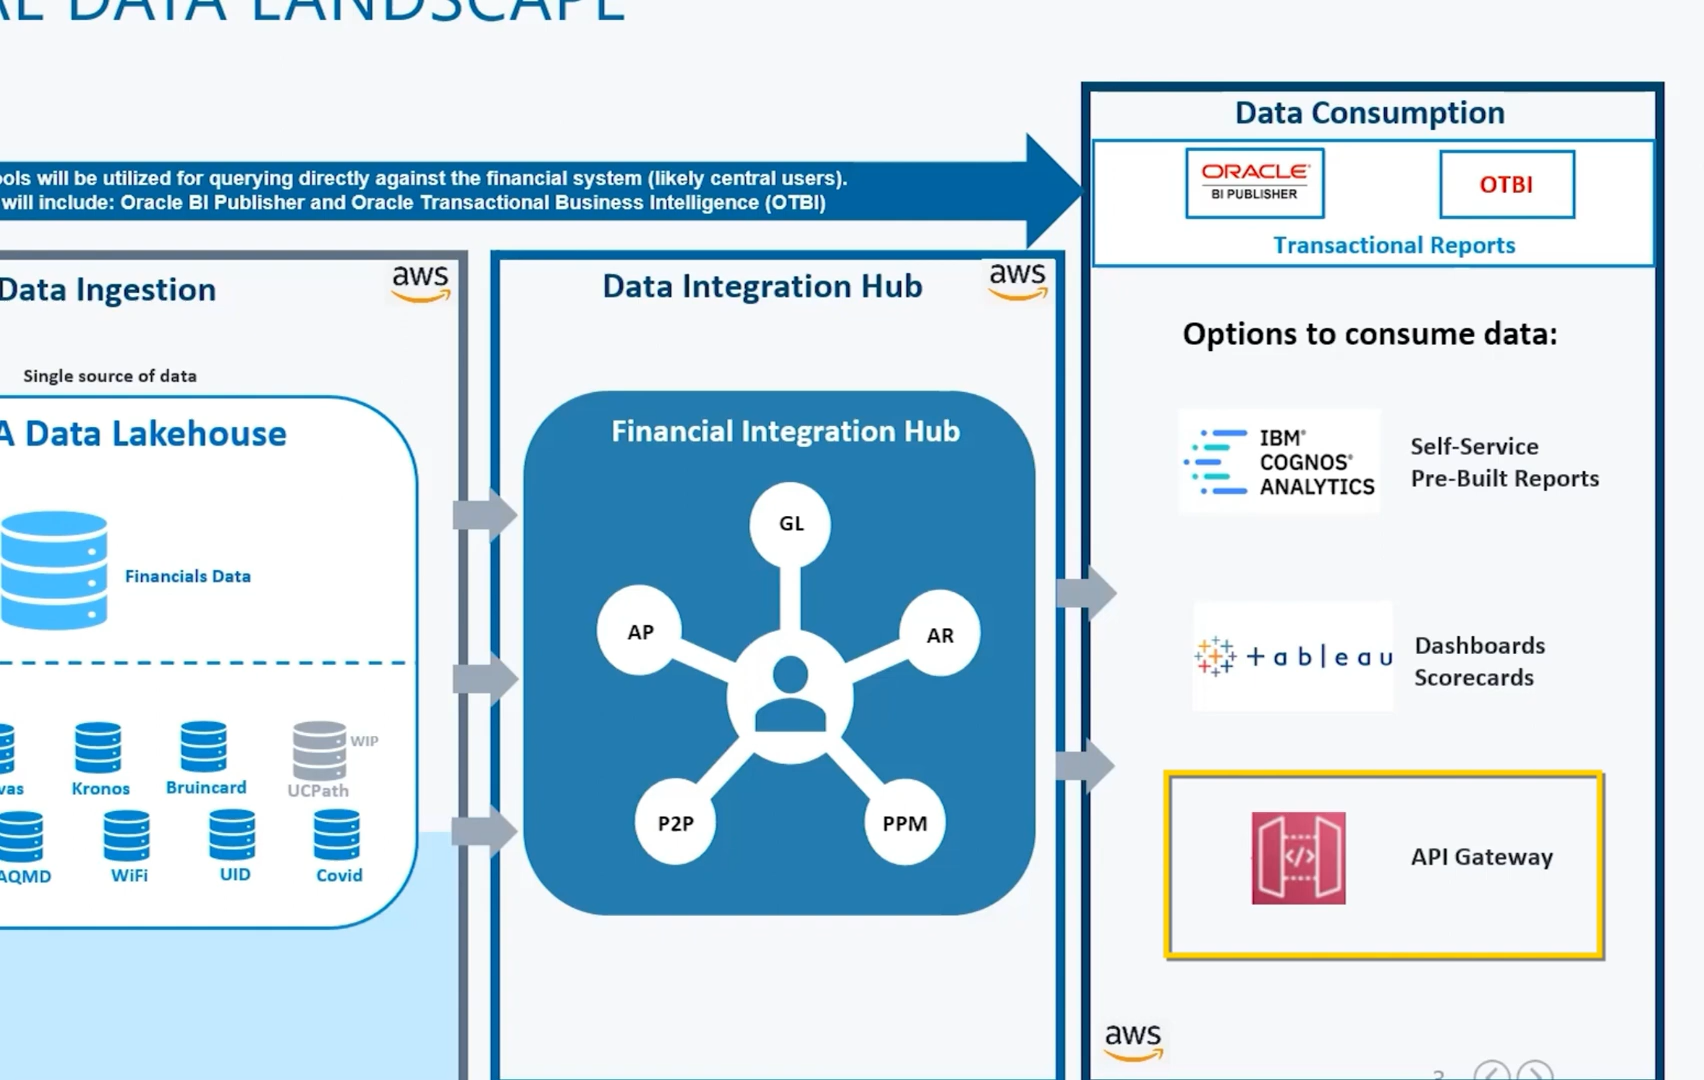 DATA LANDSCAPE
will be utilized for querying directly against the financial system (likely central users).
will include: Oracle BI Publisher and Oracle Transactional Business Intelligence (OTBI)
Data Consumption
ORACLE®
BI PUBLISHER
OTBI
Transactional Reports
Data Ingestion
aws
Single source of data
Data Lakehouse
Financials Data
Kronos
Bruincard
WIP
UCPath
AQMD
WiFi
UID
Covid
Data Integration Hub
aws
Financial Integration Hub
GL
AP
AR
P2P
PPM
Options to consume data:
IBM®
COGNOS®
ANALYTICS
Self-Service
Pre-Built Reports
+ableau
Dashboards
Scorecards
</>
API Gateway
aws